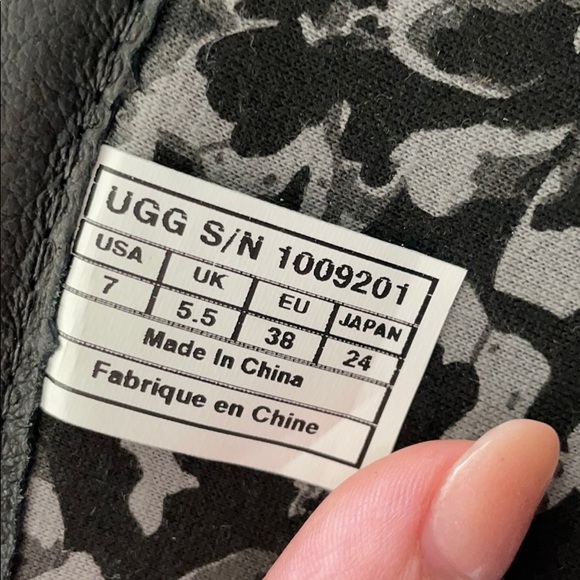 UGG S/N 1009201
USA UK EU JAPAN
7 5.5 38 24
Made In China
Fabrique en Chine